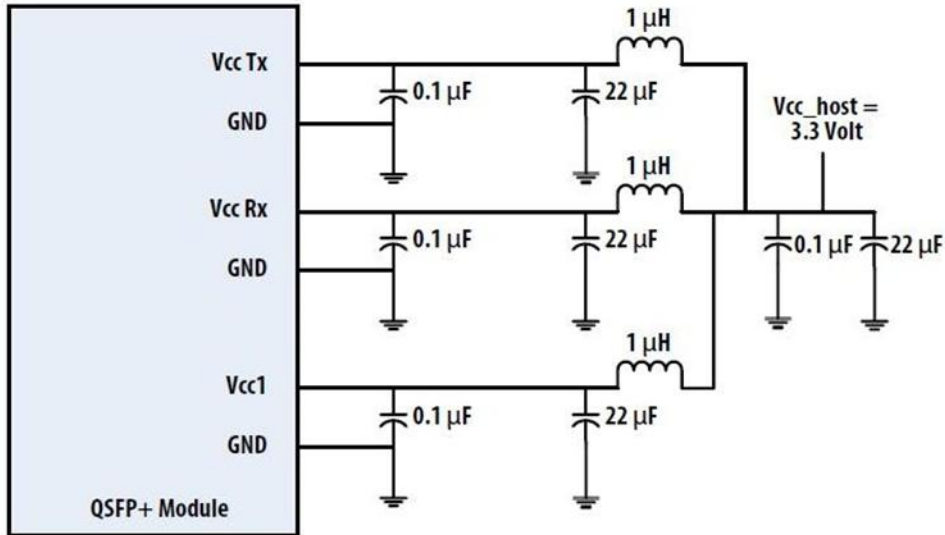 1 µH
Vcc Tx
0.1 µF
22 µF
Vcc_host =
3.3 Volt
GND
1 µH
Vcc Rx
0.1 µF
22 µF
0.1 µF
22 µF
GND
1 µH
Vcc1
0.1 µF
22 µF
GND
QSFP+ Module